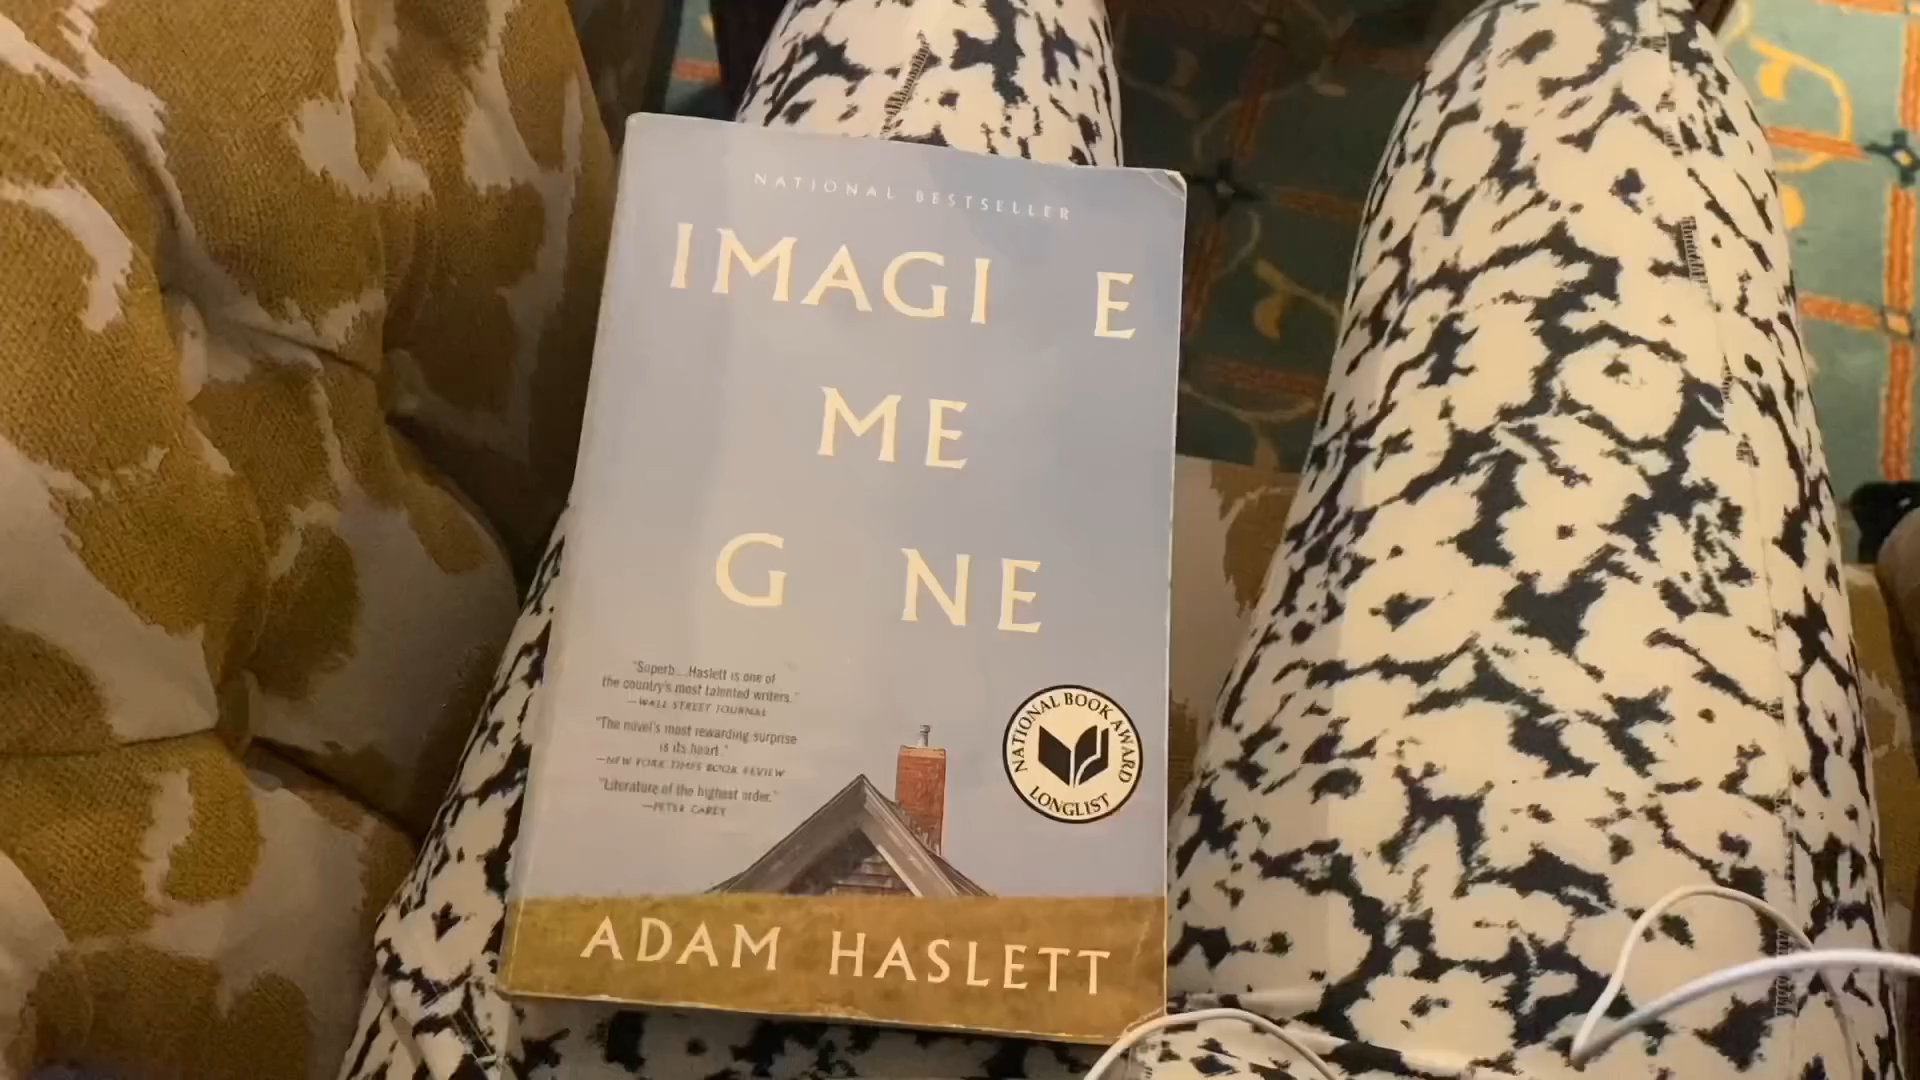 NATIONAL BESTSELLER
IMAGI E
ME
G NE
"Superb...Haslett is one of
the country's most talented writers."
—WALL STREET JOURNAL
"The novel's most rewarding surprise
is its heart."
—NEW YORK TIMES BOOK REVIEW
"Literature of the highest order."
—PETER CAREY
NATIONAL BOOK AWARD
LONGLIST
ADAM HASLETT